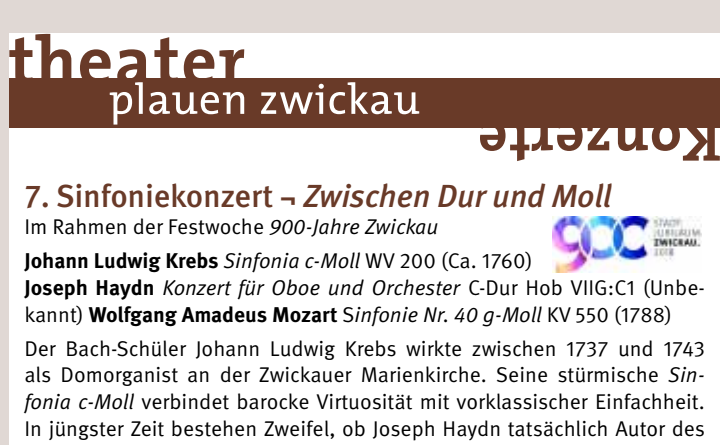 theater
plauen zwickau
Konzerte
7. Sinfoniekonzert ¬ Zwischen Dur und Moll
Im Rahmen der Festwoche 900-Jahre Zwickau
900 STADT
JUBILÄUM
ZWICKAU.
2018
Johann Ludwig Krebs Sinfonia c-Moll WV 200 (Ca. 1760)
Joseph Haydn Konzert für Oboe und Orchester C-Dur Hob VIIG:C1 (Unbe-
kannt) Wolfgang Amadeus Mozart Sinfonie Nr. 40 g-Moll KV 550 (1788)
Der Bach-Schüler Johann Ludwig Krebs wirkte zwischen 1737 und 1743
als Domorganist an der Zwickauer Marienkirche. Seine stürmische Sin-
fonia c-Moll verbindet barocke Virtuosität mit vorklassischer Einfachheit.
In jüngster Zeit bestehen Zweifel, ob Joseph Haydn tatsächlich Autor des